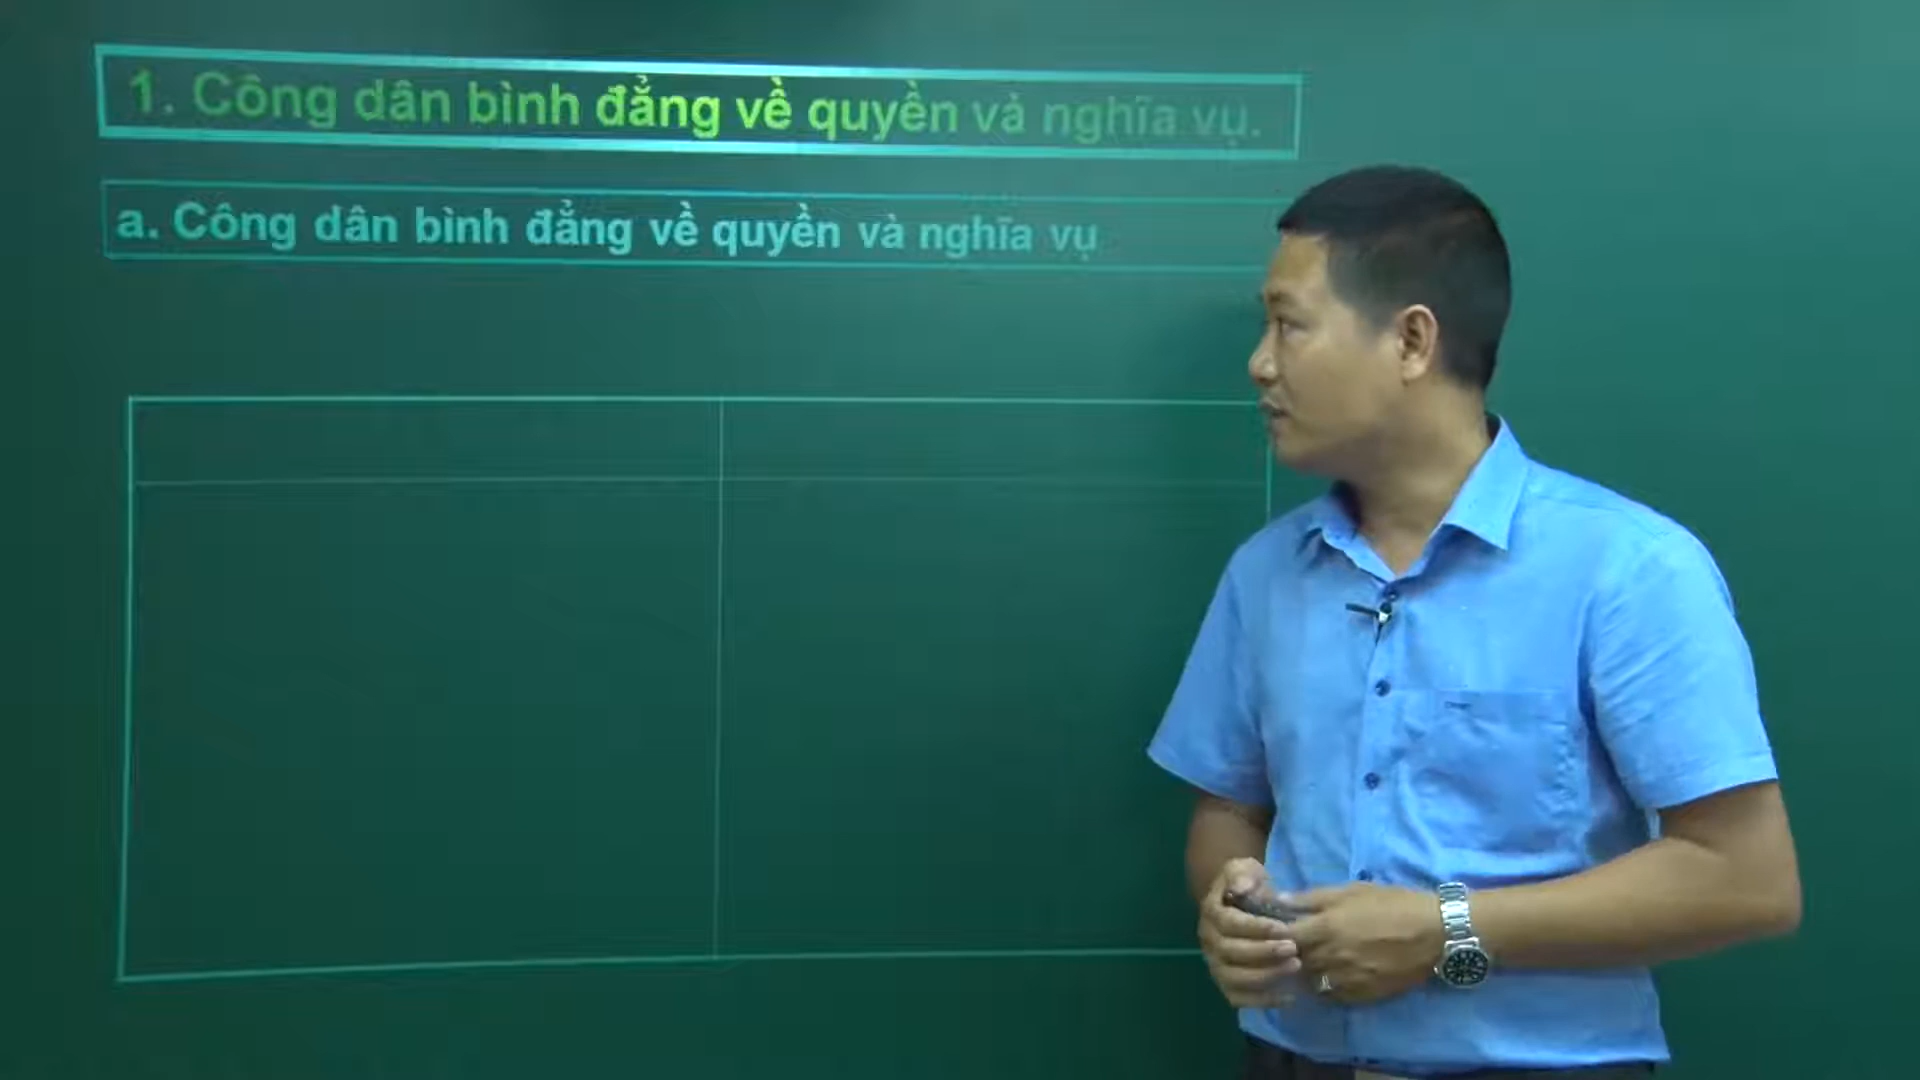 1. Công dân bình đẳng về quyền và nghĩa vụ.
a. Công dân bình đẳng về quyền và nghĩa vụ